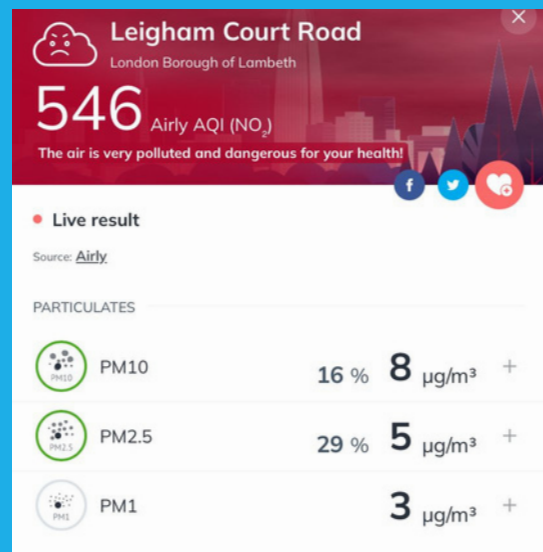 Leigham Court Road
London Borough of Lambeth
546 Airly AQI (NO₂)
The air is very polluted and dangerous for your health!
Live result
Source: Airly
PARTICULATES
PM10 PM10 16 % 8 µg/m³ +
PM2.5 PM2.5 29 % 5 µg/m³ +
PM1 PM1 3 µg/m³ +